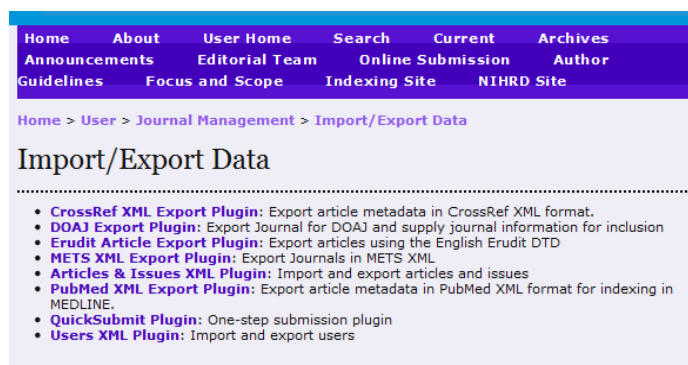 Home About User Home Search Current Archives
Announcements Editorial Team Online Submission Author
Guidelines Focus and Scope Indexing Site NIHRD Site
Home > User > Journal Management > Import/Export Data
Import/Export Data
• CrossRef XML Export Plugin: Export article metadata in CrossRef XML format.
• DOAJ Export Plugin: Export Journal for DOAJ and supply journal information for inclusion
• Erudit Article Export Plugin: Export articles using the English Erudit DTD
• METS XML Export Plugin: Export Journals in METS XML
• Articles & Issues XML Plugin: Import and export articles and issues
• PubMed XML Export Plugin: Export article metadata in PubMed XML format for indexing in
MEDLINE.
• QuickSubmit Plugin: One-step submission plugin
• Users XML Plugin: Import and export users